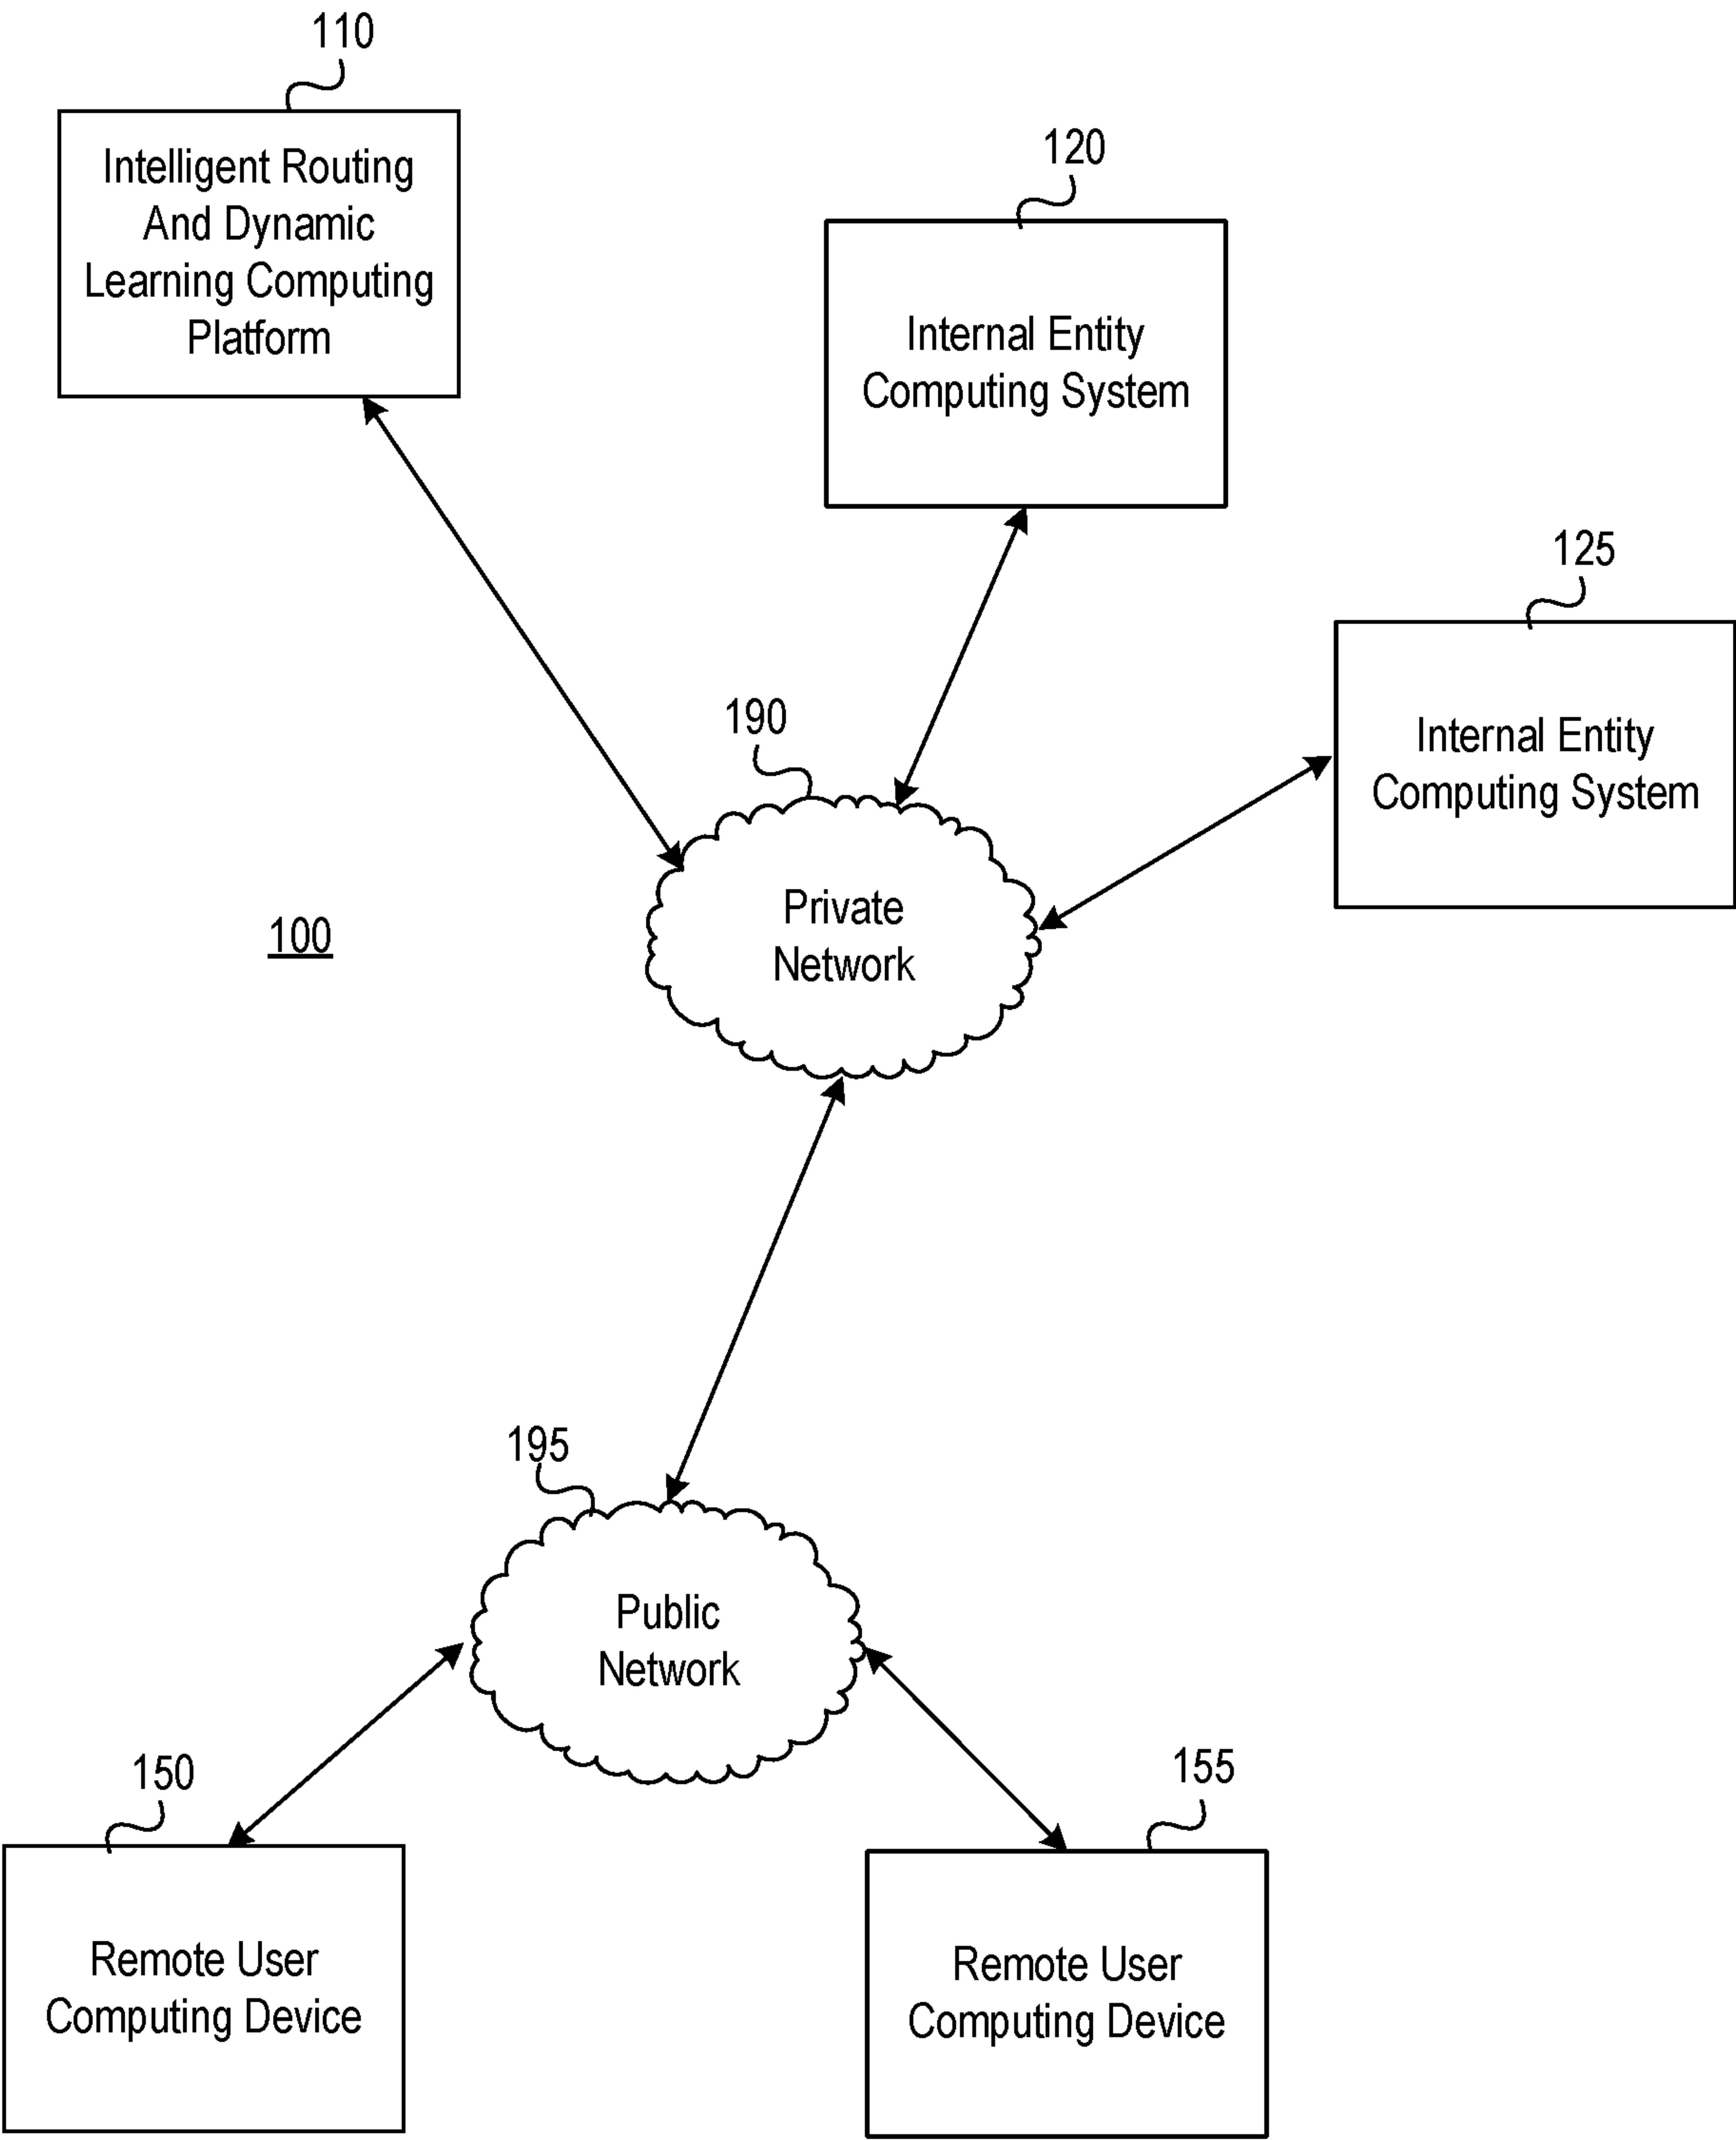 110
Intelligent Routing
And Dynamic
Learning Computing
Platform
120
Internal Entity
Computing System
125
Internal Entity
Computing System
190
Private
Network
100
195
Public
Network
150
Remote User
Computing Device
155
Remote User
Computing Device